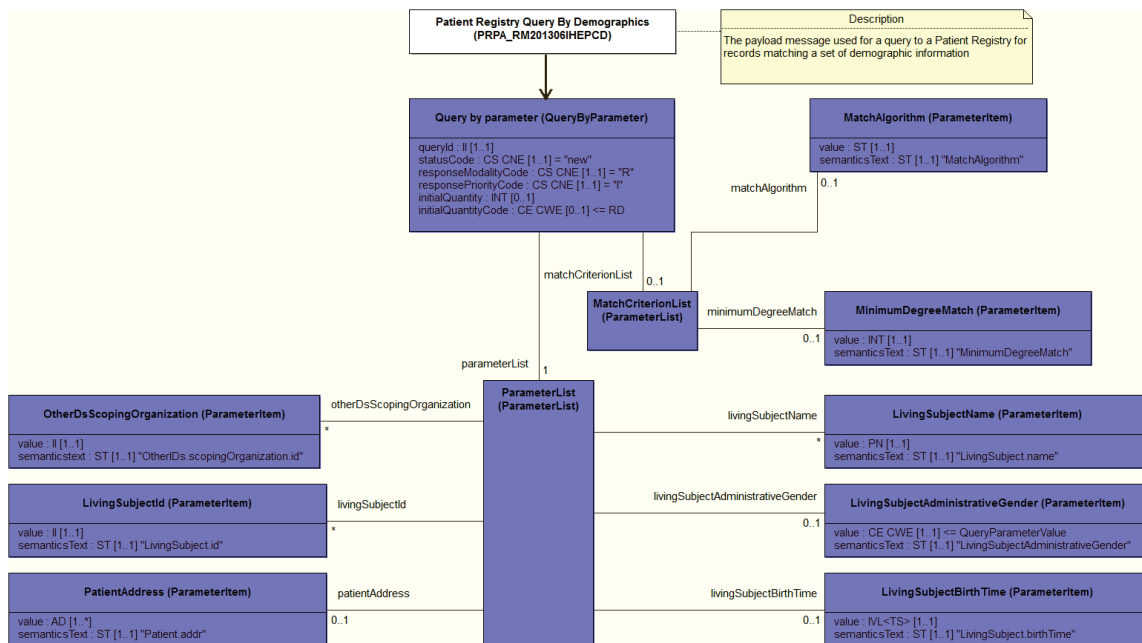 Patient Registry Query By Demographics
(PRPA_RM201306IHEPCD)
Description
The payload message used for a query to a Patient Registry for
records matching a set of demographic information
Query by parameter (QueryByParameter)
queryId : II [1..1]
statusCode : CS CNE [1..1] = "new"
responseModalityCode : CS CNE [1..1] = "R"
responsePriorityCode : CS CNE [1..1] = "I"
initialQuantity : INT [0..1]
initialQuantityCode : CE CWE [0..1] <= RD
MatchAlgorithm (ParameterItem)
value : ST [1..1]
semanticsText : ST [1..1] "MatchAlgorithm"
matchAlgorithm
0..1
matchCriterionList
0..1
MatchCriterionList
(ParameterList)
minimumDegreeMatch
0..1
MinimumDegreeMatch (ParameterItem)
value : INT [1..1]
semanticsText : ST [1..1] "MinimumDegreeMatch"
parameterList
1
ParameterList
(ParameterList)
OtherDsScopingOrganization (ParameterItem)
value : II [1..1]
semanticstext : ST [1..1] "OtherIDs.scopingOrganization.id"
otherDsScopingOrganization
*
livingSubjectName
*
LivingSubjectName (ParameterItem)
value : PN [1..1]
semanticsText : ST [1..1] "LivingSubject.name"
LivingSubjectId (ParameterItem)
value : II [1..1]
semanticsText : ST [1..1] "LivingSubject.id"
livingSubjectId
*
livingSubjectAdministrativeGender
0..1
LivingSubjectAdministrativeGender (ParameterItem)
value : CE CWE [1..1] <= QueryParameterValue
semanticsText : ST [1..1] "LivingSubjectAdministrativeGender"
PatientAddress (ParameterItem)
value : AD [1..*]
semanticsText : ST [1..1] "Patient.addr"
patientAddress
0..1
livingSubjectBirthTime
0..1
LivingSubjectBirthTime (ParameterItem)
value : IVL<TS> [1..1]
semanticsText : ST [1..1] "LivingSubject.birthTime"